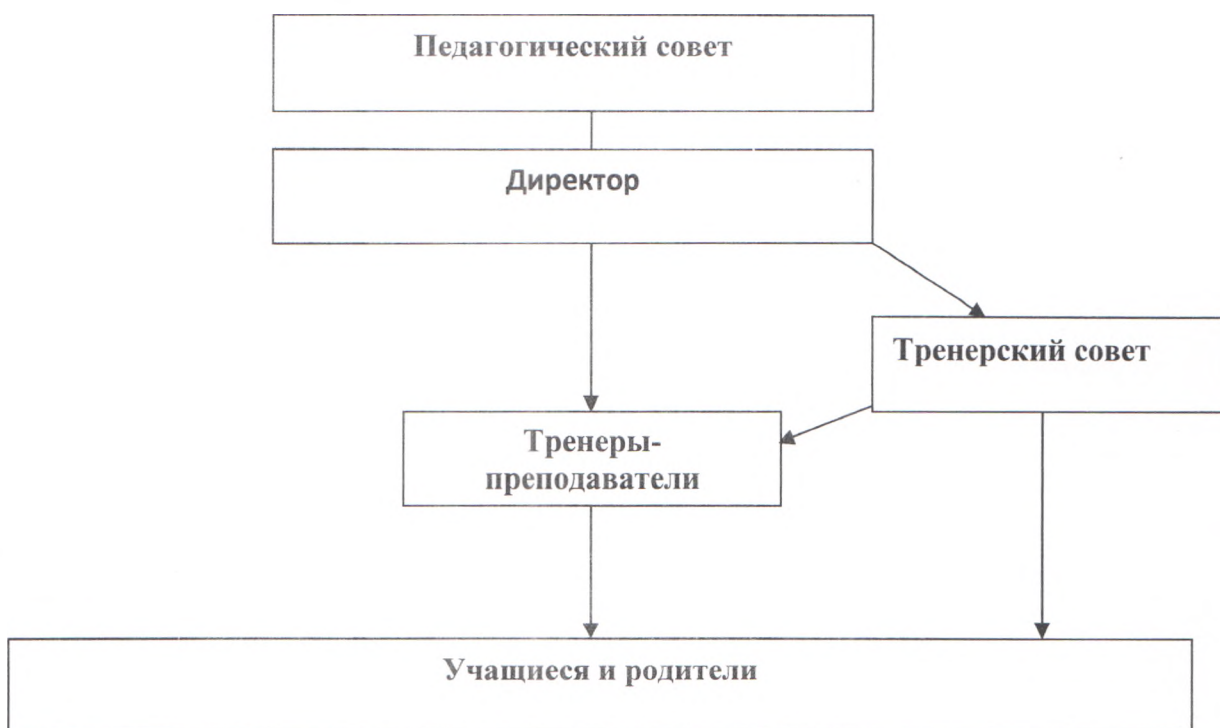 Педагогический совет
Директор
Тренерский совет
Тренеры-
преподаватели
Учащиеся и родители